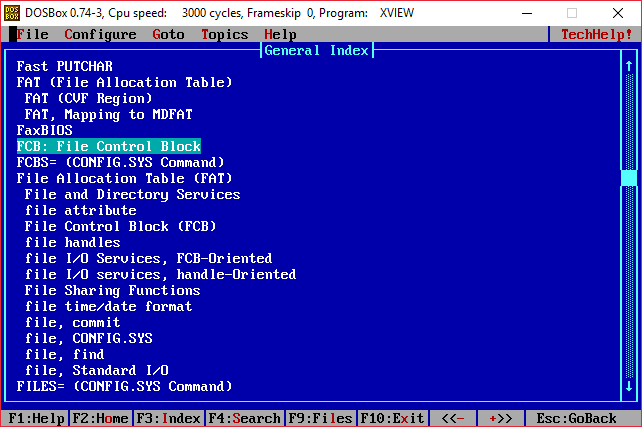 DOS BOX DOSBox 0.74-3, Cpu speed: 3000 cycles, Frameskip 0, Program: XVIEW
File Configure Goto Topics Help TechHelp!
General Index
Fast PUTCHAR
FAT (File Allocation Table)
FAT (CVF Region)
FAT, Mapping to MDFAT
FaxBIOS
FCB: File Control Block
FCBS= (CONFIG.SYS Command)
File Allocation Table (FAT)
File and Directory Services
file attribute
File Control Block (FCB)
file handles
file I/O Services, FCB-Oriented
file I/O services, handle-Oriented
File Sharing Functions
file time/date format
file, commit
file, CONFIG.SYS
file, find
file, Standard I/O
FILES= (CONFIG.SYS Command)
F1:Help F2:Home F3:Index F4:Search F9:Files F10:Exit <<- +>> Esc:GoBack